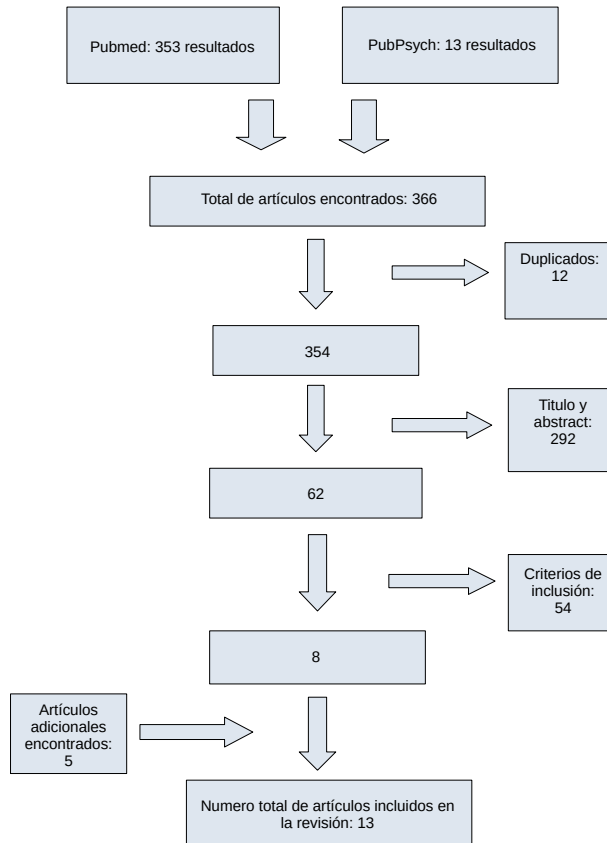 Pubmed: 353 resultados
PubPsych: 13 resultados
Total de artículos encontrados: 366
Duplicados:
12
354
Titulo y
abstract:
292
62
Criterios de
inclusión:
54
8
Artículos
adicionales
encontrados:
5
Numero total de artículos incluidos en
la revisión: 13